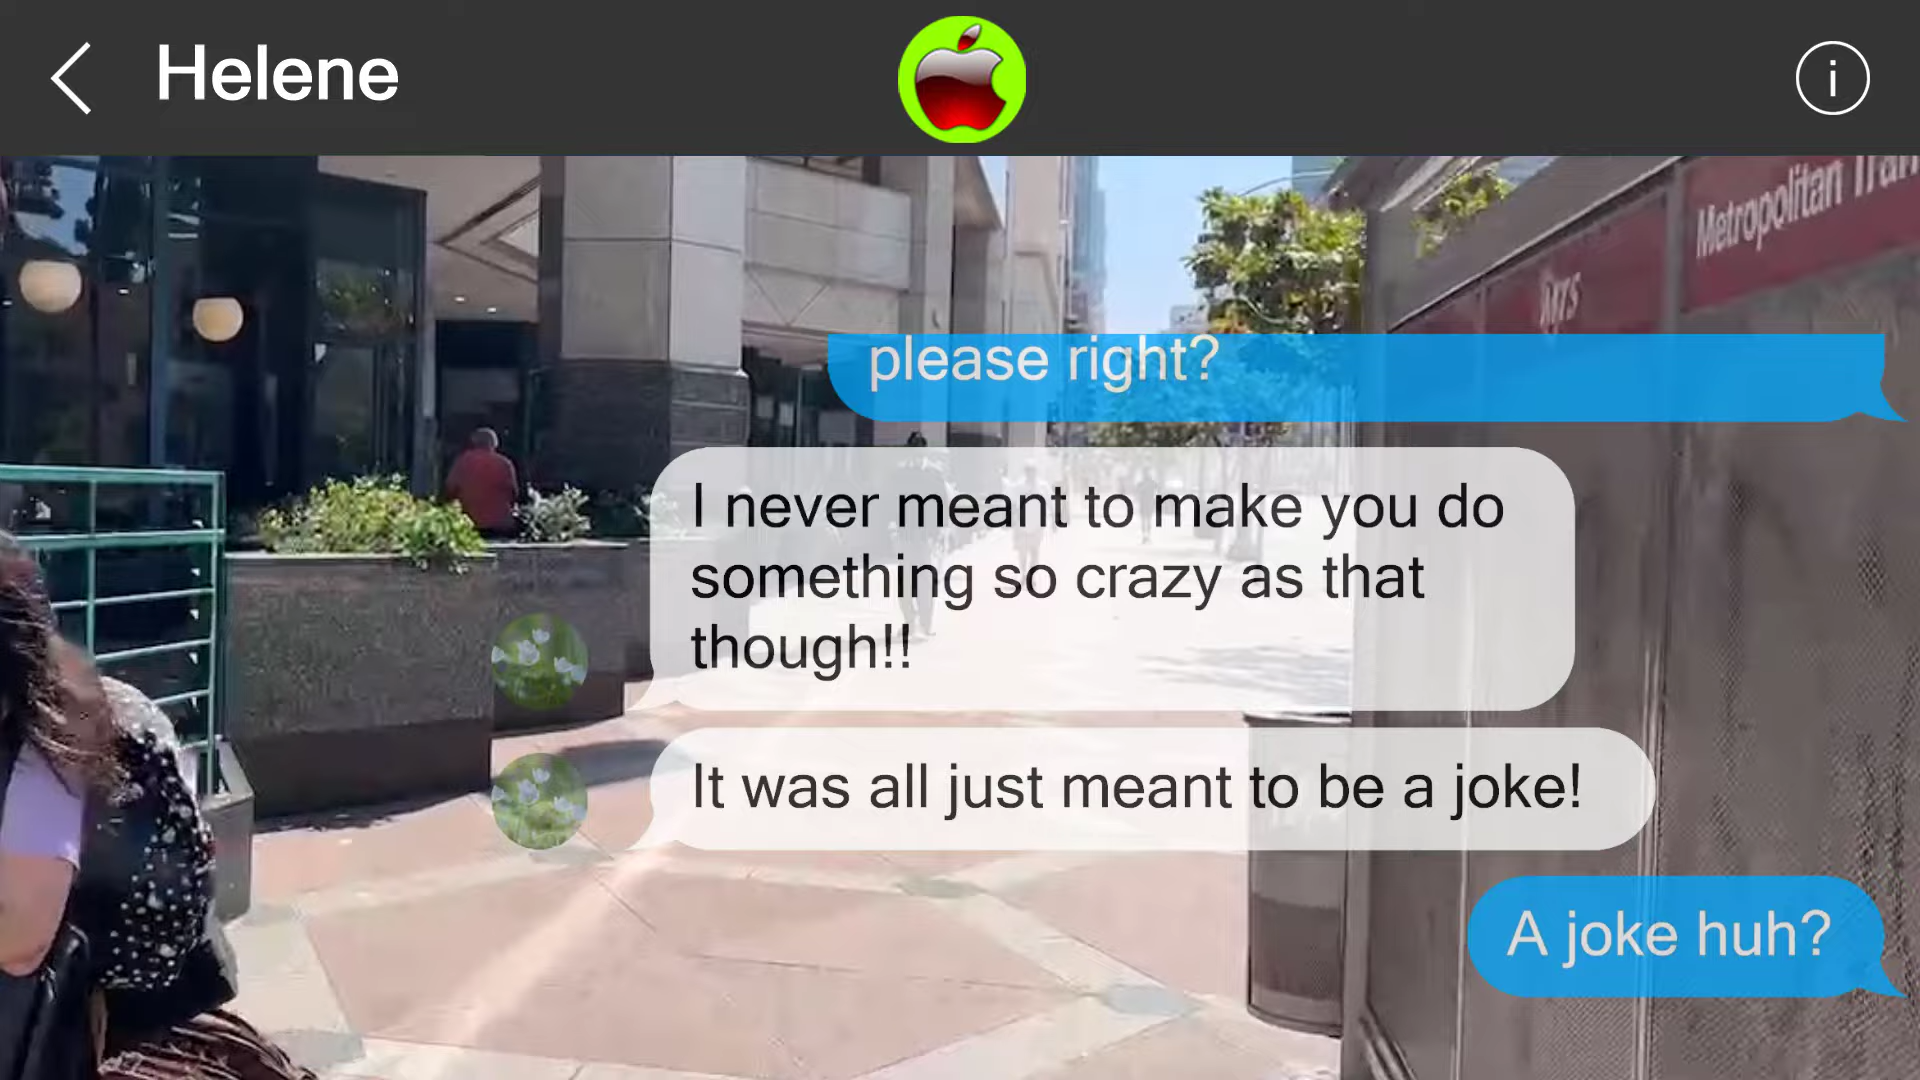 Helene
i
Metropolitan
MTS
please right?
I never meant to make you do
something so crazy as that
though!!
It was all just meant to be a joke!
A joke huh?